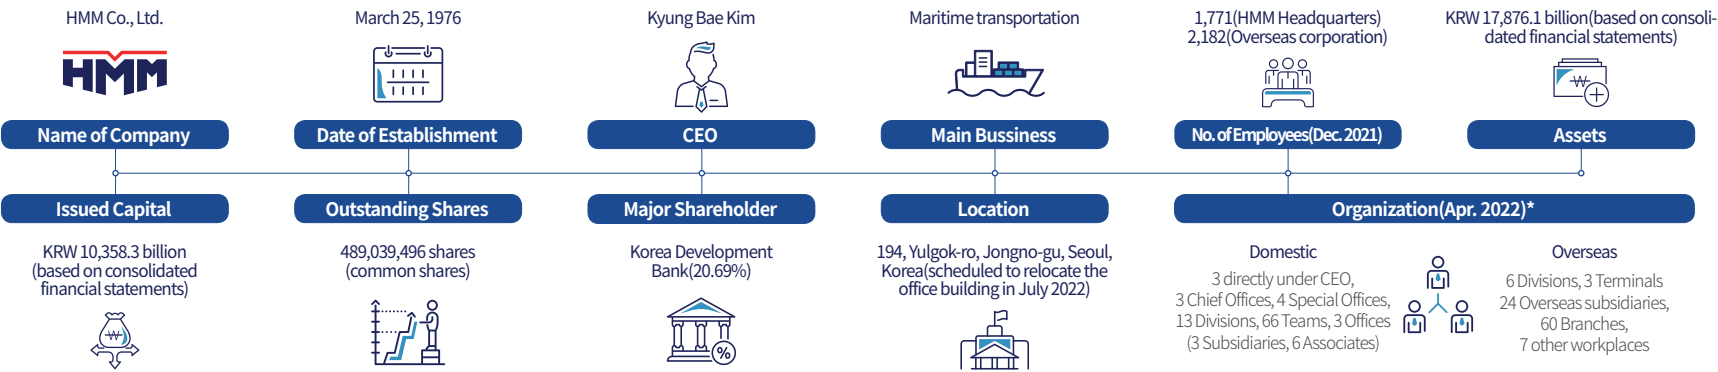 HMM Co., Ltd.
HMM
Name of Company
March 25, 1976
Date of Establishment
Kyung Bae Kim
CEO
Maritime transportation
Main Bussiness
1,771(HMM Headquarters)
2,182(Overseas corporation)
No. of Employees(Dec. 2021)
KRW 17,876.1 billion(based on consoli-
dated financial statements)
₩
Assets
Issued Capital
KRW 10,358.3 billion
(based on consolidated
financial statements)
₩
Outstanding Shares
489,039,496 shares
(common shares)
Major Shareholder
Korea Development
Bank(20.69%)
%
Location
194, Yulgok-ro, Jongno-gu, Seoul,
Korea(scheduled to relocate the
office building in July 2022)
Organization(Apr. 2022)*
Domestic
3 directly under CEO,
3 Chief Offices, 4 Special Offices,
13 Divisions, 66 Teams, 3 Offices
(3 Subsidiaries, 6 Associates)
Overseas
6 Divisions, 3 Terminals
24 Overseas subsidiaries,
60 Branches,
7 other workplaces